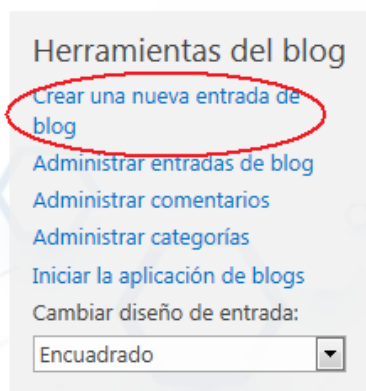 Herramientas del blog
Crear una nueva entrada de
blog
Administrar entradas de blog
Administrar comentarios
Administrar categorías
Iniciar la aplicación de blogs
Cambiar diseño de entrada:
Encuadrado